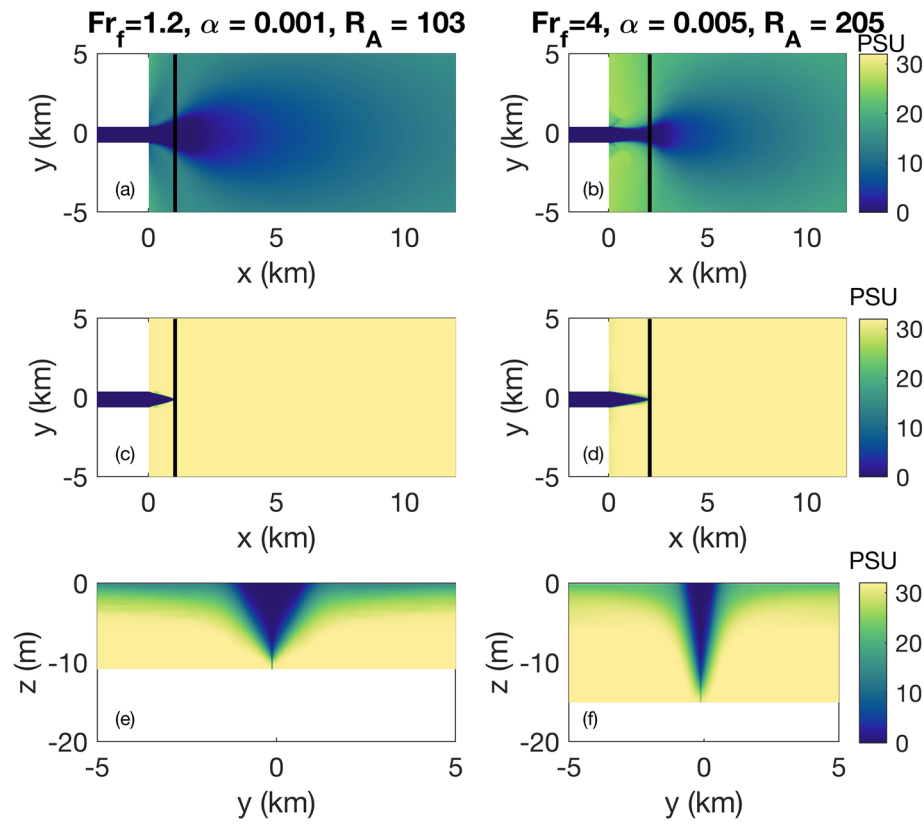 Fr_f=1.2, α = 0.001, R_A = 103
Fr_f=4, α = 0.005, R_A = 205
PSU
5
0
-5
y (km)
(a)
0 5 10
x (km)
5
0
-5
y (km)
(b)
0 5 10
x (km)
30
20
10
0
PSU
5
0
-5
y (km)
(c)
0 5 10
x (km)
5
0
-5
y (km)
(d)
0 5 10
x (km)
30
20
10
0
PSU
0
-10
-20
z (m)
(e)
-5 0 5
y (km)
0
-10
-20
z (m)
(f)
-5 0 5
y (km)
30
20
10
0